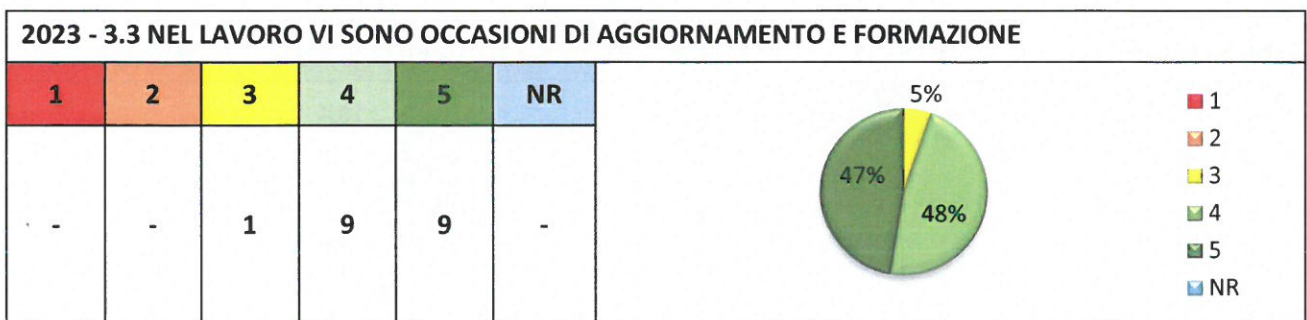 2023 - 3.3 NEL LAVORO VI SONO OCCASIONI DI AGGIORNAMENTO E FORMAZIONE
1 2 3 4 5 NR
- - 1 9 9 -
5%
47%
48%
1
2
3
4
5
NR